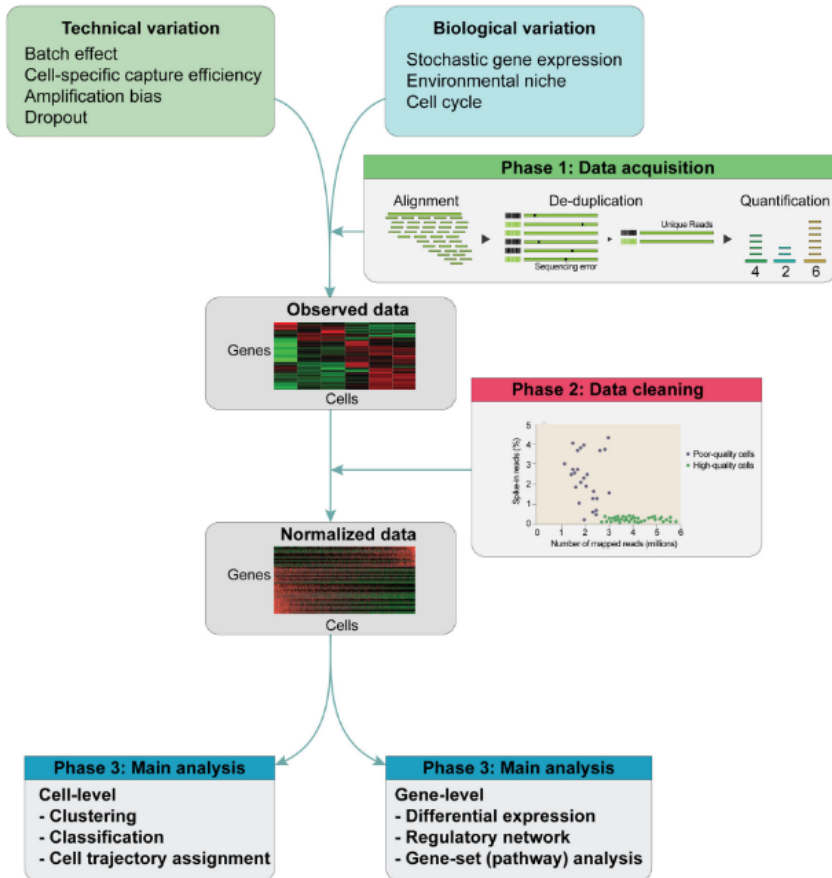 Technical variation
Batch effect
Cell-specific capture efficiency
Amplification bias
Dropout
Biological variation
Stochastic gene expression
Environmental niche
Cell cycle
Phase 1: Data acquisition
Alignment
De-duplication
Quantification
Unique Reads
Sequencing error
4 2 6
Observed data
Genes
Cells
Phase 2: Data cleaning
Spike-in reads (%)
5
4
3
2
1
0
0 1 2 3 4 5 6
Number of mapped reads (millions)
Poor-quality cells
High-quality cells
Normalized data
Genes
Cells
Phase 3: Main analysis
Cell-level
- Clustering
- Classification
- Cell trajectory assignment
Phase 3: Main analysis
Gene-level
- Differential expression
- Regulatory network
- Gene-set (pathway) analysis